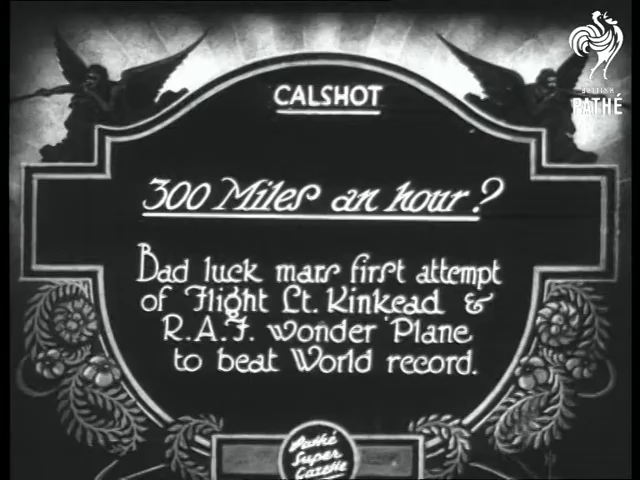 BRITISH
PATHÉ
CALSHOT
300 Miles an hour?
Bad luck mars first attempt
of Flight Lt. Kinkead &
R.A.F. wonder Plane
to beat World record.
Pathé
Super
Gazette